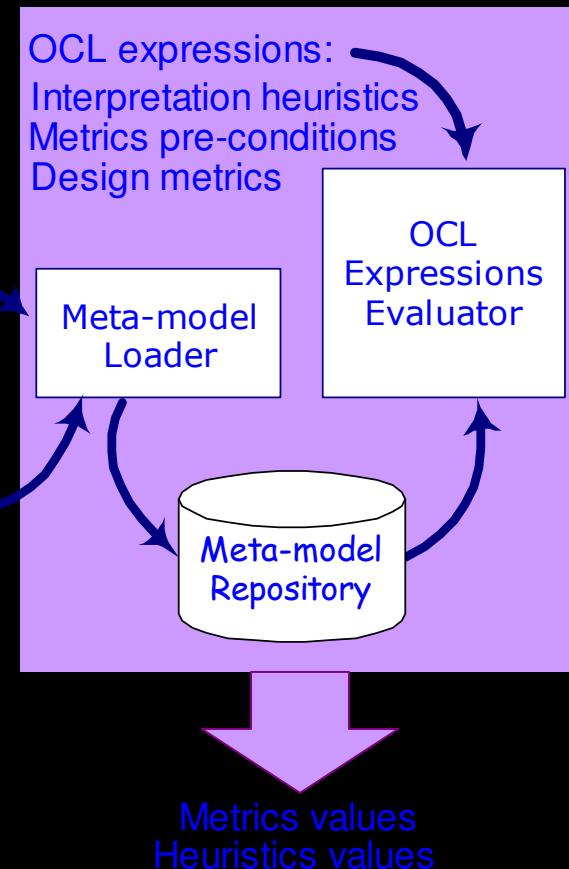 OCL expressions:
Interpretation heuristics
Metrics pre-conditions
Design metrics
OCL
Expressions
Evaluator
Meta-model
Loader
Meta-model
Repository
Metrics values
Heuristics values